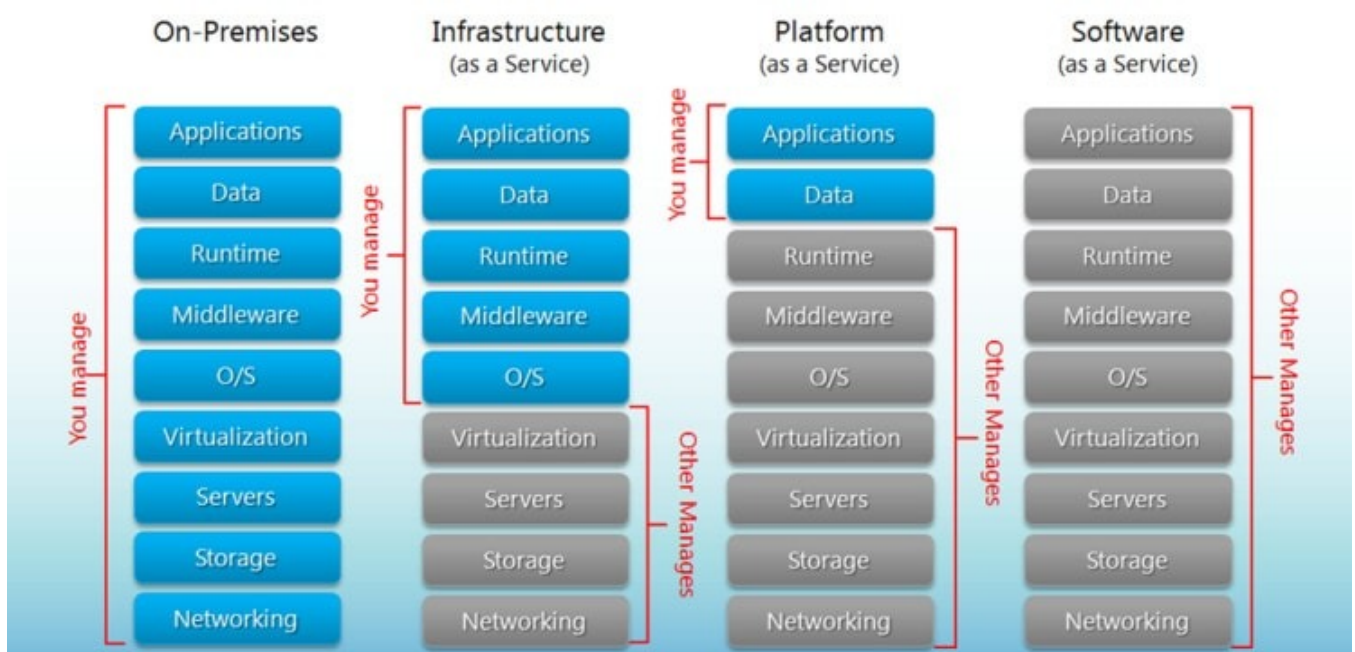 On-Premises
Infrastructure
(as a Service)
Platform
(as a Service)
Software
(as a Service)
You manage
Applications
Data
Runtime
Middleware
O/S
Virtualization
Servers
Storage
Networking
You manage
Applications
Data
Runtime
Middleware
O/S
Virtualization
Servers
Storage
Networking
Other Manages
You manage
Applications
Data
Runtime
Middleware
O/S
Virtualization
Servers
Storage
Networking
Other Manages
Applications
Data
Runtime
Middleware
O/S
Virtualization
Servers
Storage
Networking
Other Manages